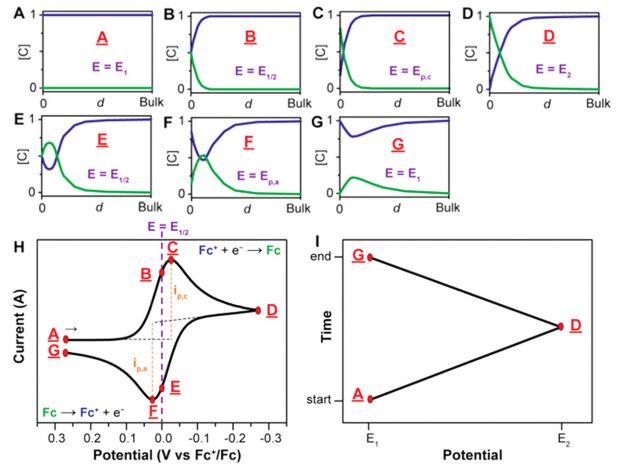 A B C D
1 [C] 0
A
E = E₁
0 d Bulk
1 0
B
E = E₁/₂
0 d Bulk
1 0
C
E = Eₚ,c
0 d Bulk
1 [C] 0
D
E = E₂
0 d Bulk
E F G
1 [C] 0
E
E = E₁/₂
0 d Bulk
1 0
F
E = Eₚ,a
0 d Bulk
1 [C] 0
G
E = E₁
0 d Bulk
E = E₁/₂
H
C
Fc⁺ + e⁻ → Fc
B
iₚ,c
D
A →
G
iₚ,a
E
F
Fc → Fc⁺ + e⁻
Current (A)
0.3 0.2 0.1 0.0 -0.1 -0.2 -0.3
Potential (V vs Fc⁺/Fc)
I
end
G
Time
D
start
A
E₁ E₂
Potential